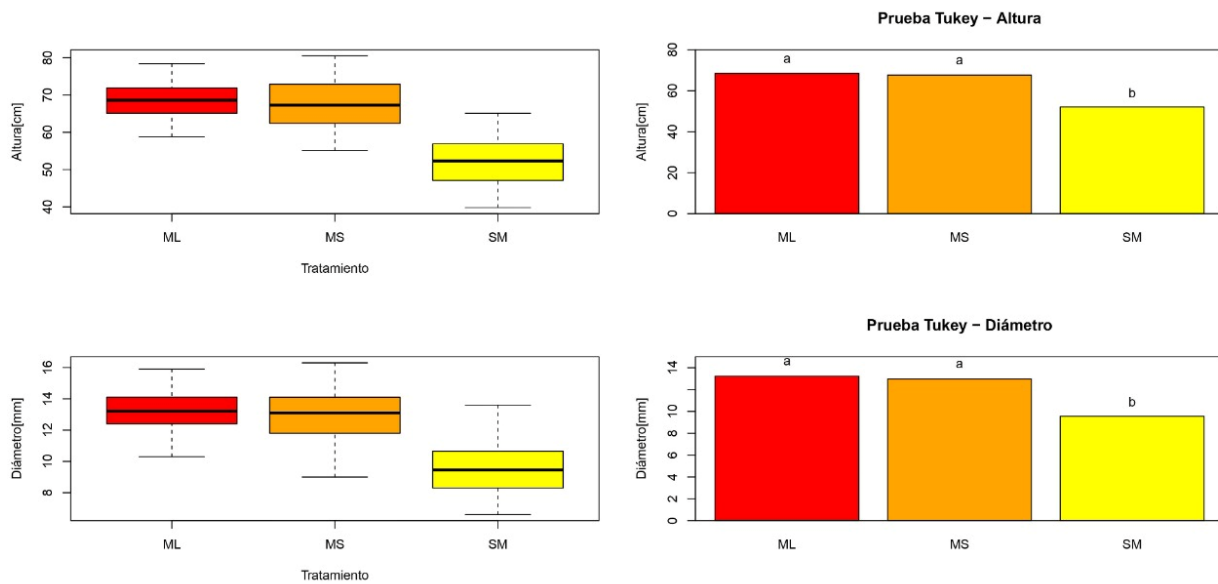 Altura[cm]
80
70
60
50
40
ML MS SM
Tratamiento
Prueba Tukey − Altura
Altura[cm]
80
60
40
20
0
a a b
ML MS SM
Diámetro[mm]
16
14
12
10
8
ML MS SM
Tratamiento
Prueba Tukey − Diámetro
Diámetro[mm]
14
10
8
6
4
2
0
a a b
ML MS SM